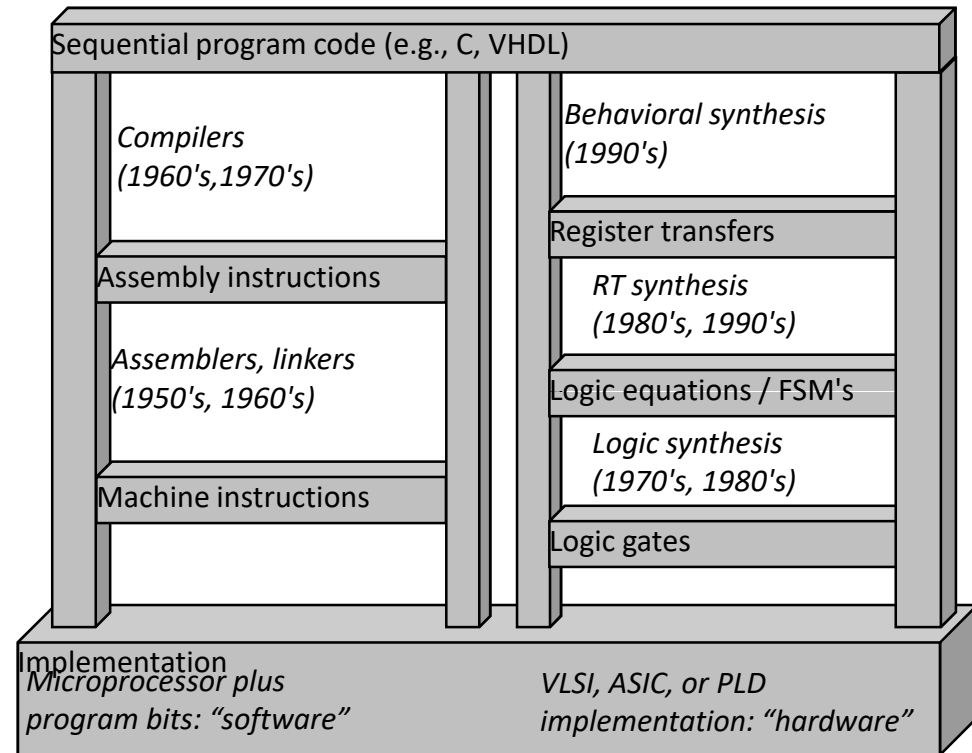 Sequential program code (e.g., C, VHDL)
Compilers
(1960's,1970's)
Assembly instructions
Assemblers, linkers
(1950's, 1960's)
Machine instructions
Behavioral synthesis
(1990's)
Register transfers
RT synthesis
(1980's, 1990's)
Logic equations / FSM's
Logic synthesis
(1970's, 1980's)
Logic gates
Implementation
Microprocessor plus
program bits: “software”
VLSI, ASIC, or PLD
implementation: “hardware”